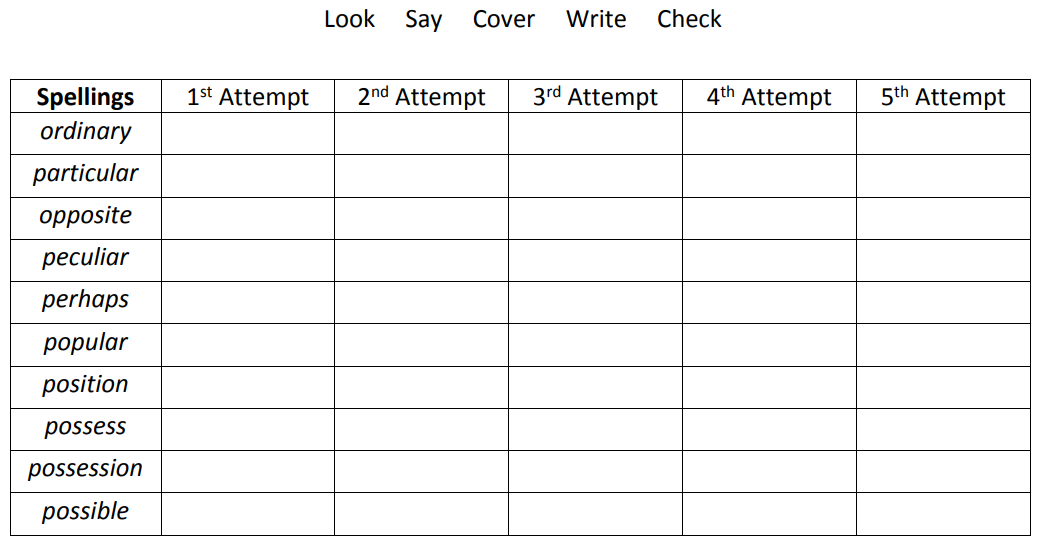 Look Say Cover Write Check
Spellings 1st Attempt 2nd Attempt 3rd Attempt 4th Attempt 5th Attempt
ordinary
particular
opposite
peculiar
perhaps
popular
position
possess
possession
possible